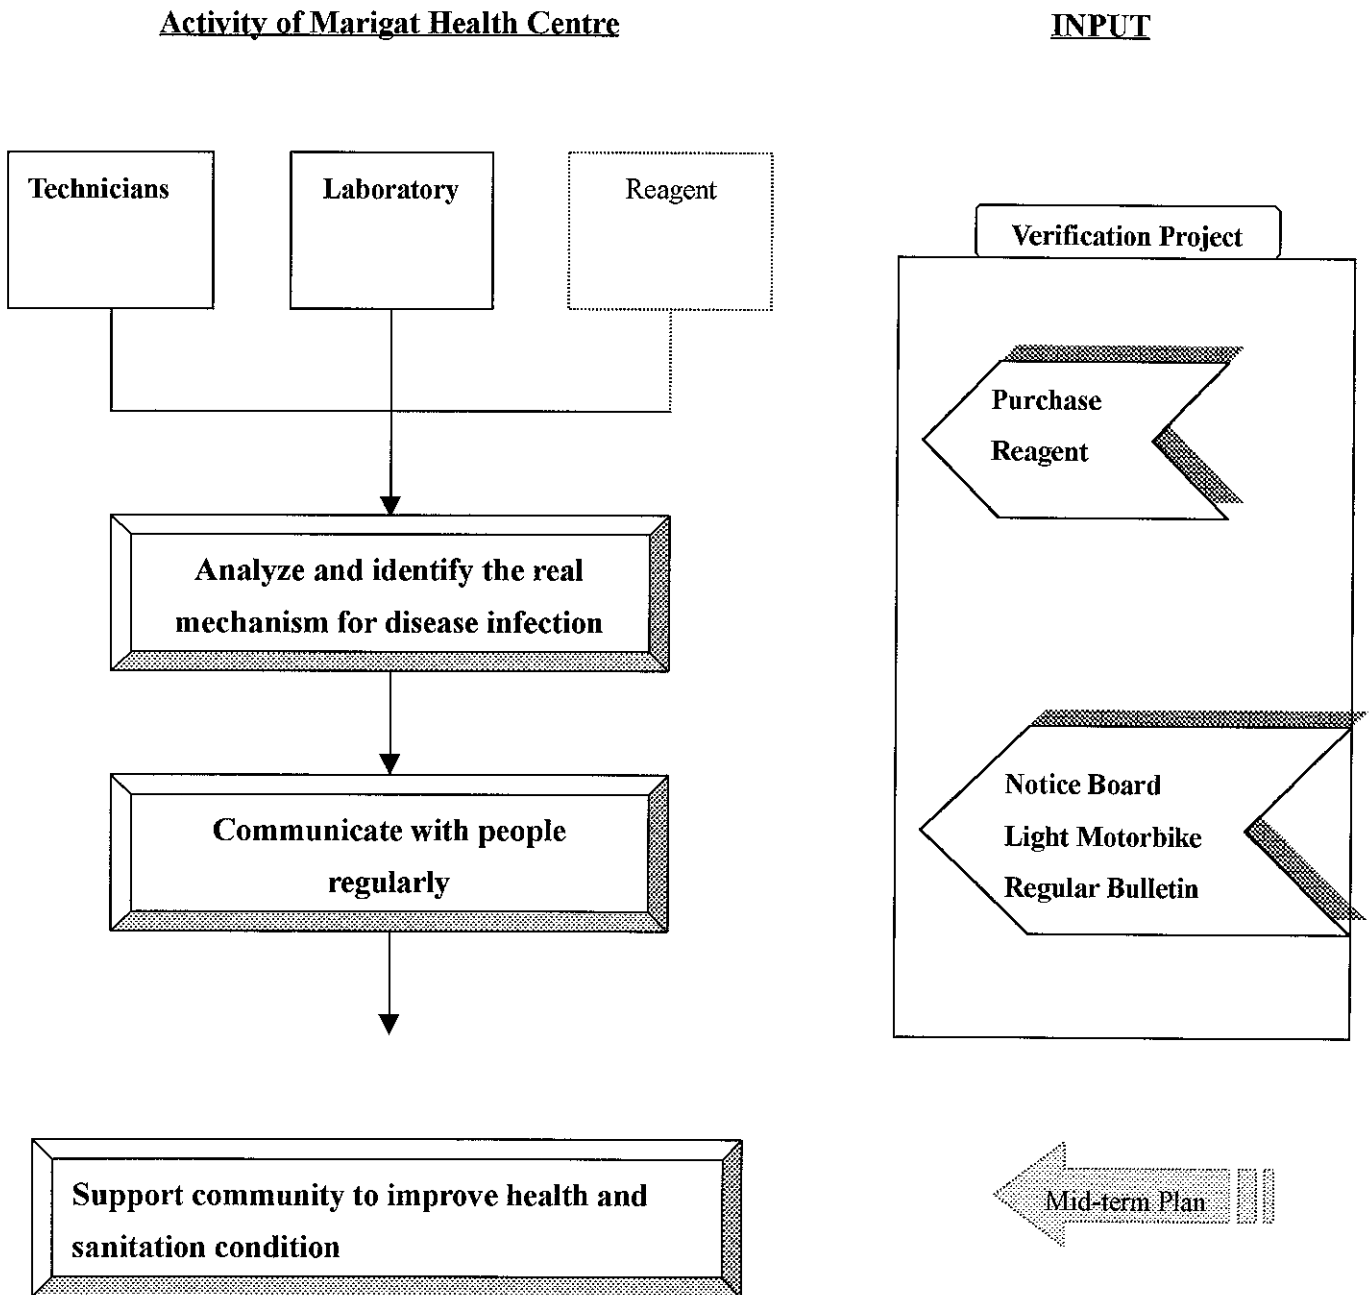 Activity of Marigat Health Centre
INPUT
Technicians
Laboratory
Reagent
Verification Project
Purchase
Reagent
Analyze and identify the real
mechanism for disease infection
Notice Board
Light Motorbike
Regular Bulletin
Communicate with people
regularly
Support community to improve health and
sanitation condition
Mid-term Plan